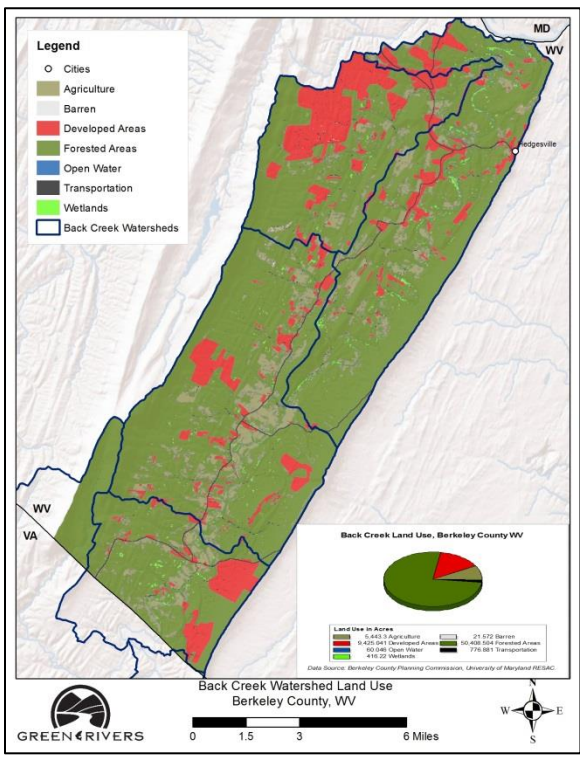 MD
WV
Legend
Cities
Agriculture
Barren
Developed Areas
Forested Areas
Open Water
Transportation
Wetlands
Back Creek Watersheds
Hedgesville
WV
VA
Back Creek Land Use, Berkeley County WV
Land Use in Acres
5,443.3 Agriculture 21.572 Barren
9,425.041 Developed Areas 50,408.564 Forested Areas
60.046 Open Water 776.881 Transportation
416.22 Wetlands
Data Source: Berkeley County Planning Commission, University of Maryland RESAC
Back Creek Watershed Land Use
Berkeley County, WV
GREEN RIVERS
0 1.5 3 6 Miles
N
W E
S